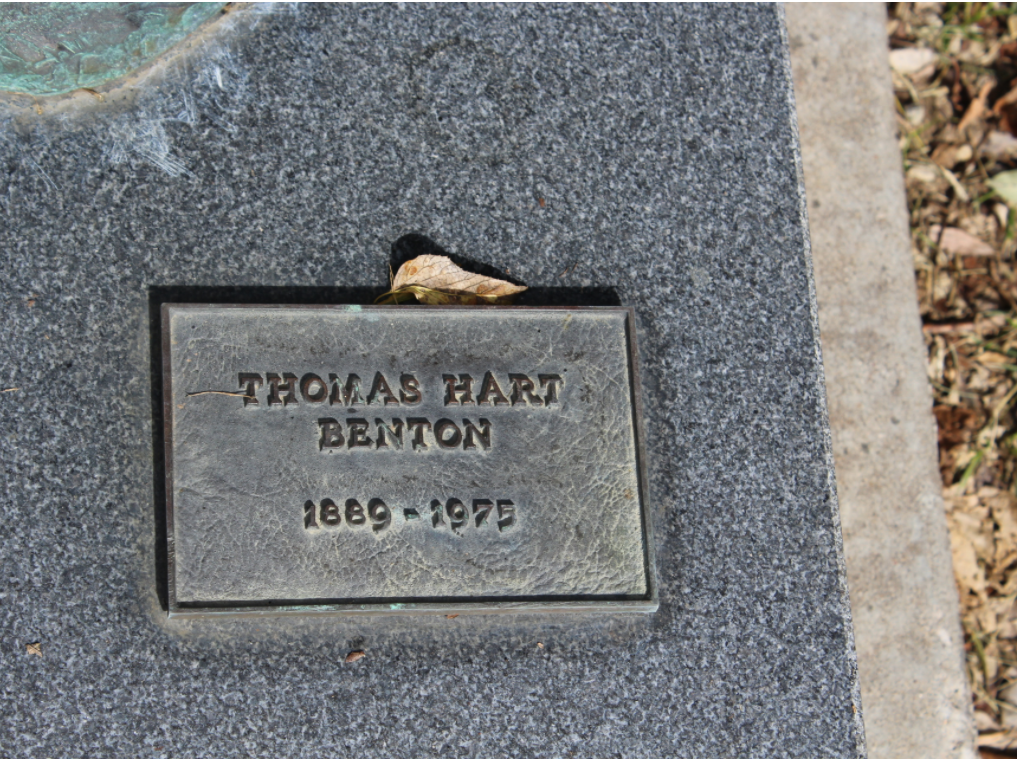 THOMAS HART
BENTON
1889 - 1975